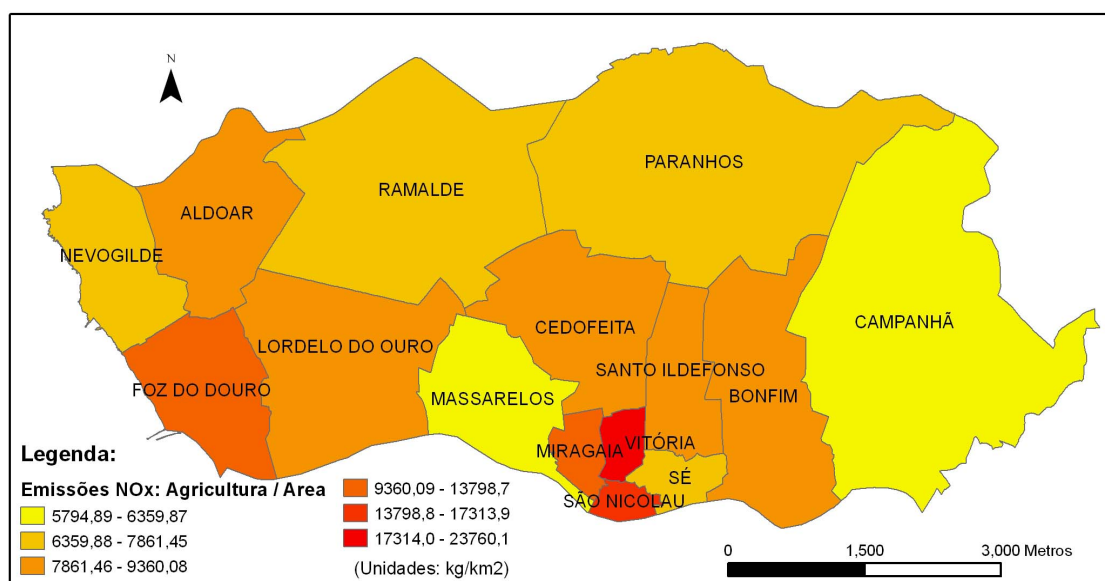 N
PARANHOS
RAMALDE
ALDOAR
NEVOGILDE
CAMPANHÃ
CEDOFEITA
LORDELO DO OURO
SANTO ILDEFONSO
FOZ DO DOURO
MASSARELOS
BONFIM
VITÓRIA
MIRAGAIA
SÉ
SÃO NICOLAU
Legenda:
Emissões NOx: Agricultura / Area
5794,89 - 6359,87
6359,88 - 7861,45
7861,46 - 9360,08
9360,09 - 13798,7
13798,8 - 17313,9
17314,0 - 23760,1
(Unidades: kg/km2)
0 1,500 3,000 Metros